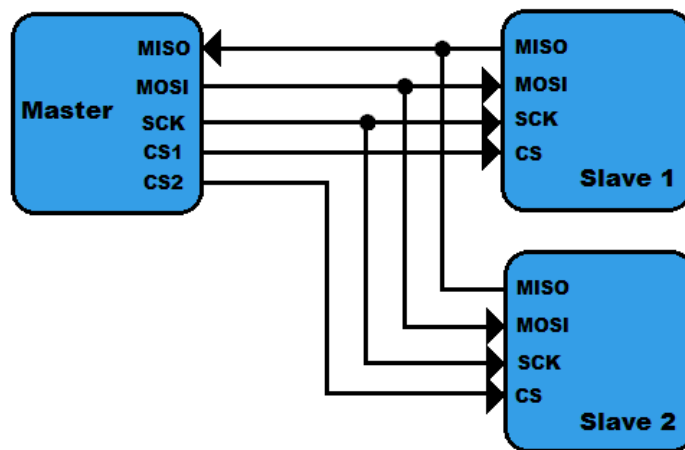 Master
MISO
MOSI
SCK
CS1
CS2
MISO
MOSI
SCK
CS
Slave 1
MISO
MOSI
SCK
CS
Slave 2